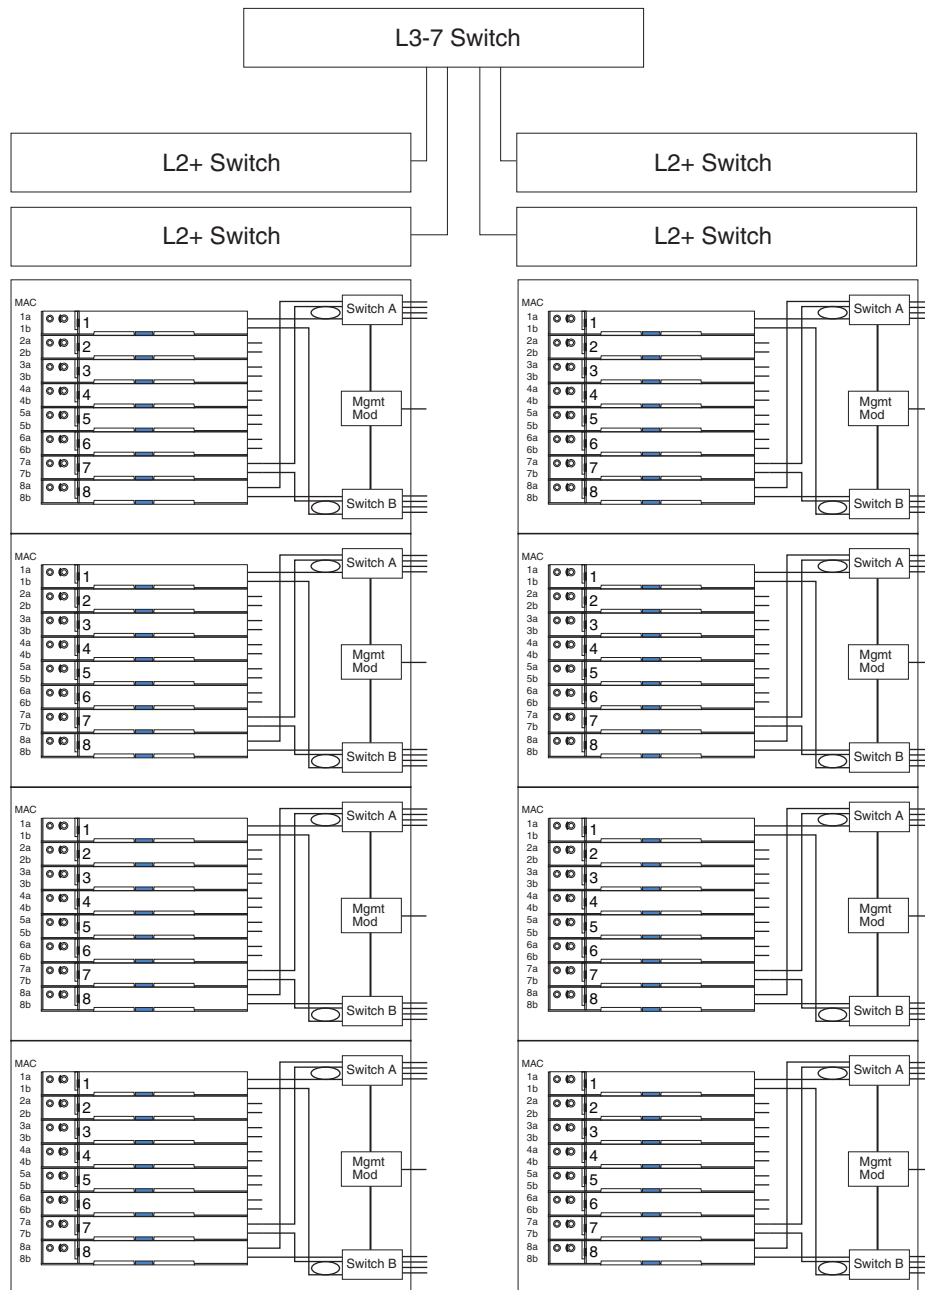 L3-7 Switch
L2+ Switch
L2+ Switch
L2+ Switch
L2+ Switch
MAC
1a
1b
2a
2b
3a
3b
4a
4b
5a
5b
6a
6b
7a
7b
8a
8b
1
2
3
4
5
6
7
8
Switch A
Mgmt
Mod
Switch B
MAC
1a
1b
2a
2b
3a
3b
4a
4b
5a
5b
6a
6b
7a
7b
8a
8b
1
2
3
4
5
6
7
8
Switch A
Mgmt
Mod
Switch B
MAC
1a
1b
2a
2b
3a
3b
4a
4b
5a
5b
6a
6b
7a
7b
8a
8b
1
2
3
4
5
6
7
8
Switch A
Mgmt
Mod
Switch B
MAC
1a
1b
2a
2b
3a
3b
4a
4b
5a
5b
6a
6b
7a
7b
8a
8b
1
2
3
4
5
6
7
8
Switch A
Mgmt
Mod
Switch B
MAC
1a
1b
2a
2b
3a
3b
4a
4b
5a
5b
6a
6b
7a
7b
8a
8b
1
2
3
4
5
6
7
8
Switch A
Mgmt
Mod
Switch B
MAC
1a
1b
2a
2b
3a
3b
4a
4b
5a
5b
6a
6b
7a
7b
8a
8b
1
2
3
4
5
6
7
8
Switch A
Mgmt
Mod
Switch B
MAC
1a
1b
2a
2b
3a
3b
4a
4b
5a
5b
6a
6b
7a
7b
8a
8b
1
2
3
4
5
6
7
8
Switch A
Mgmt
Mod
Switch B
MAC
1a
1b
2a
2b
3a
3b
4a
4b
5a
5b
6a
6b
7a
7b
8a
8b
1
2
3
4
5
6
7
8
Switch A
Mgmt
Mod
Switch B